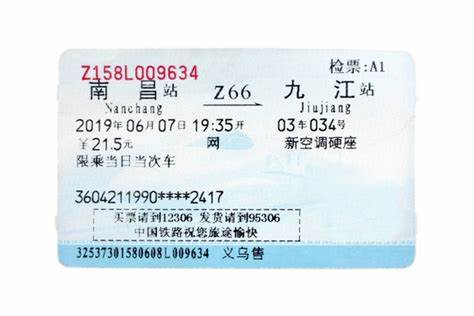 Z158L009634 检票:A1
南昌站 Z66 九江站
Nanchang Jiujiang
2019年06月07日 19:35开 03车034号
￥21.5元 网 新空调硬座
限乘当日当次车
3604211990****2417
买票请到12306 发货请到95306
中国铁路祝您旅途愉快
32537301580608L009634 义乌售